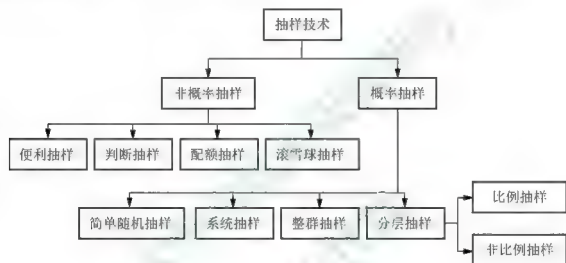 抽样技术
非概率抽样
概率抽样
便利抽样
判断抽样
配额抽样
滚雪球抽样
简单随机抽样
系统抽样
整群抽样
分层抽样
比例抽样
非比例抽样